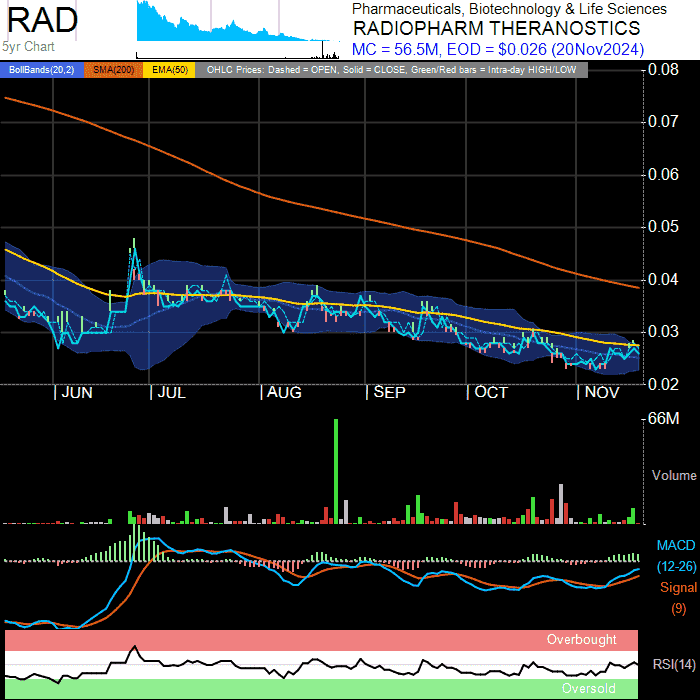 RAD
5yr Chart
Pharmaceuticals, Biotechnology & Life Sciences
RADIOPHARM THERANOSTICS
MC = 56.5M, EOD = $0.026 (20Nov2024)
BollBands(20,2) SMA(200) EMA(50) OHLC Prices: Dashed = OPEN, Solid = CLOSE, Green/Red bars = Intra-day HIGH/LOW
0.08
0.07
0.06
0.05
0.04
0.03
0.02
JUN JUL AUG SEP OCT NOV
66M
Volume
MACD
(12-26)
Signal
(9)
Overbought
RSI(14)
Oversold